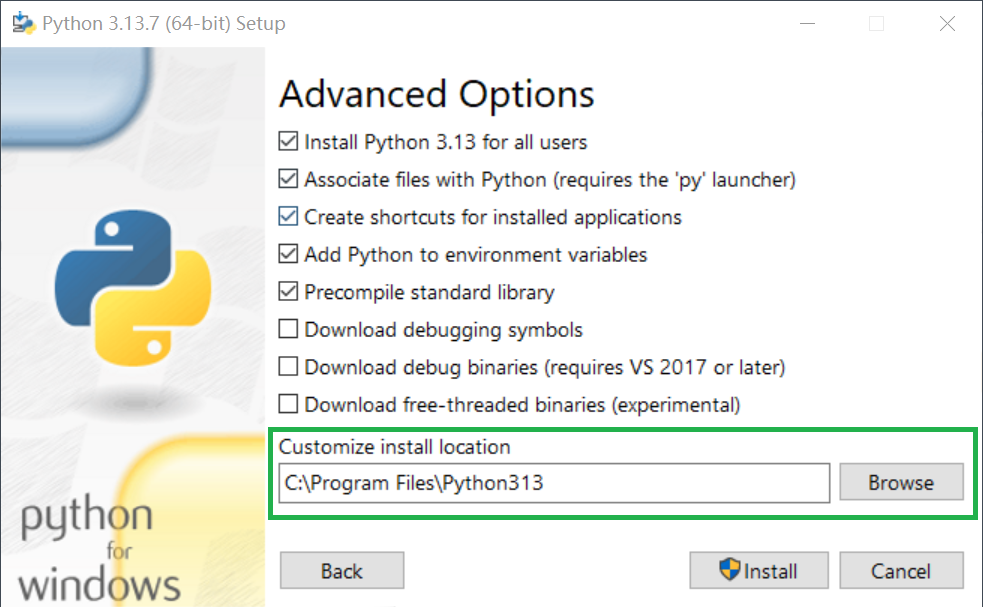 Python 3.13.7 (64-bit) Setup
Advanced Options
Install Python 3.13 for all users
Associate files with Python (requires the 'py' launcher)
Create shortcuts for installed applications
Add Python to environment variables
Precompile standard library
Download debugging symbols
Download debug binaries (requires VS 2017 or later)
Download free-threaded binaries (experimental)
Customize install location
C:\Program Files\Python313
Browse
python
for
windows
Back
Install
Cancel